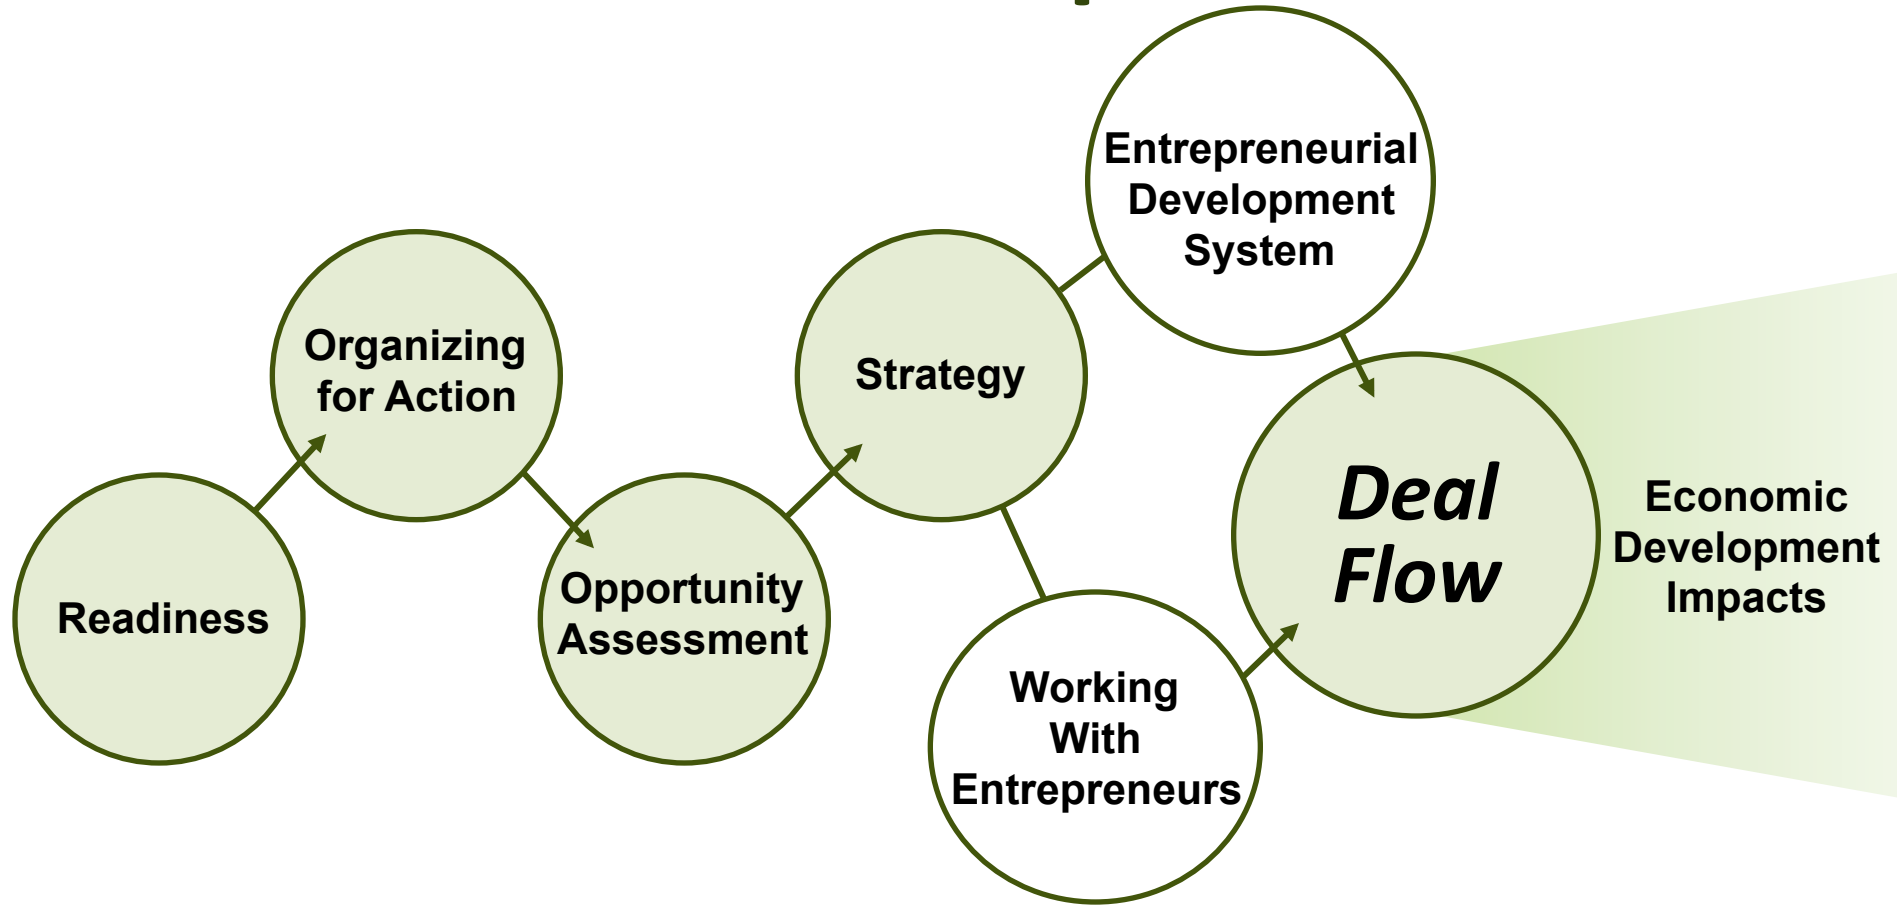 Readiness
Organizing
for Action
Opportunity
Assessment
Strategy
Entrepreneurial
Development
System
Working
With
Entrepreneurs
Deal
Flow
Economic
Development
Impacts